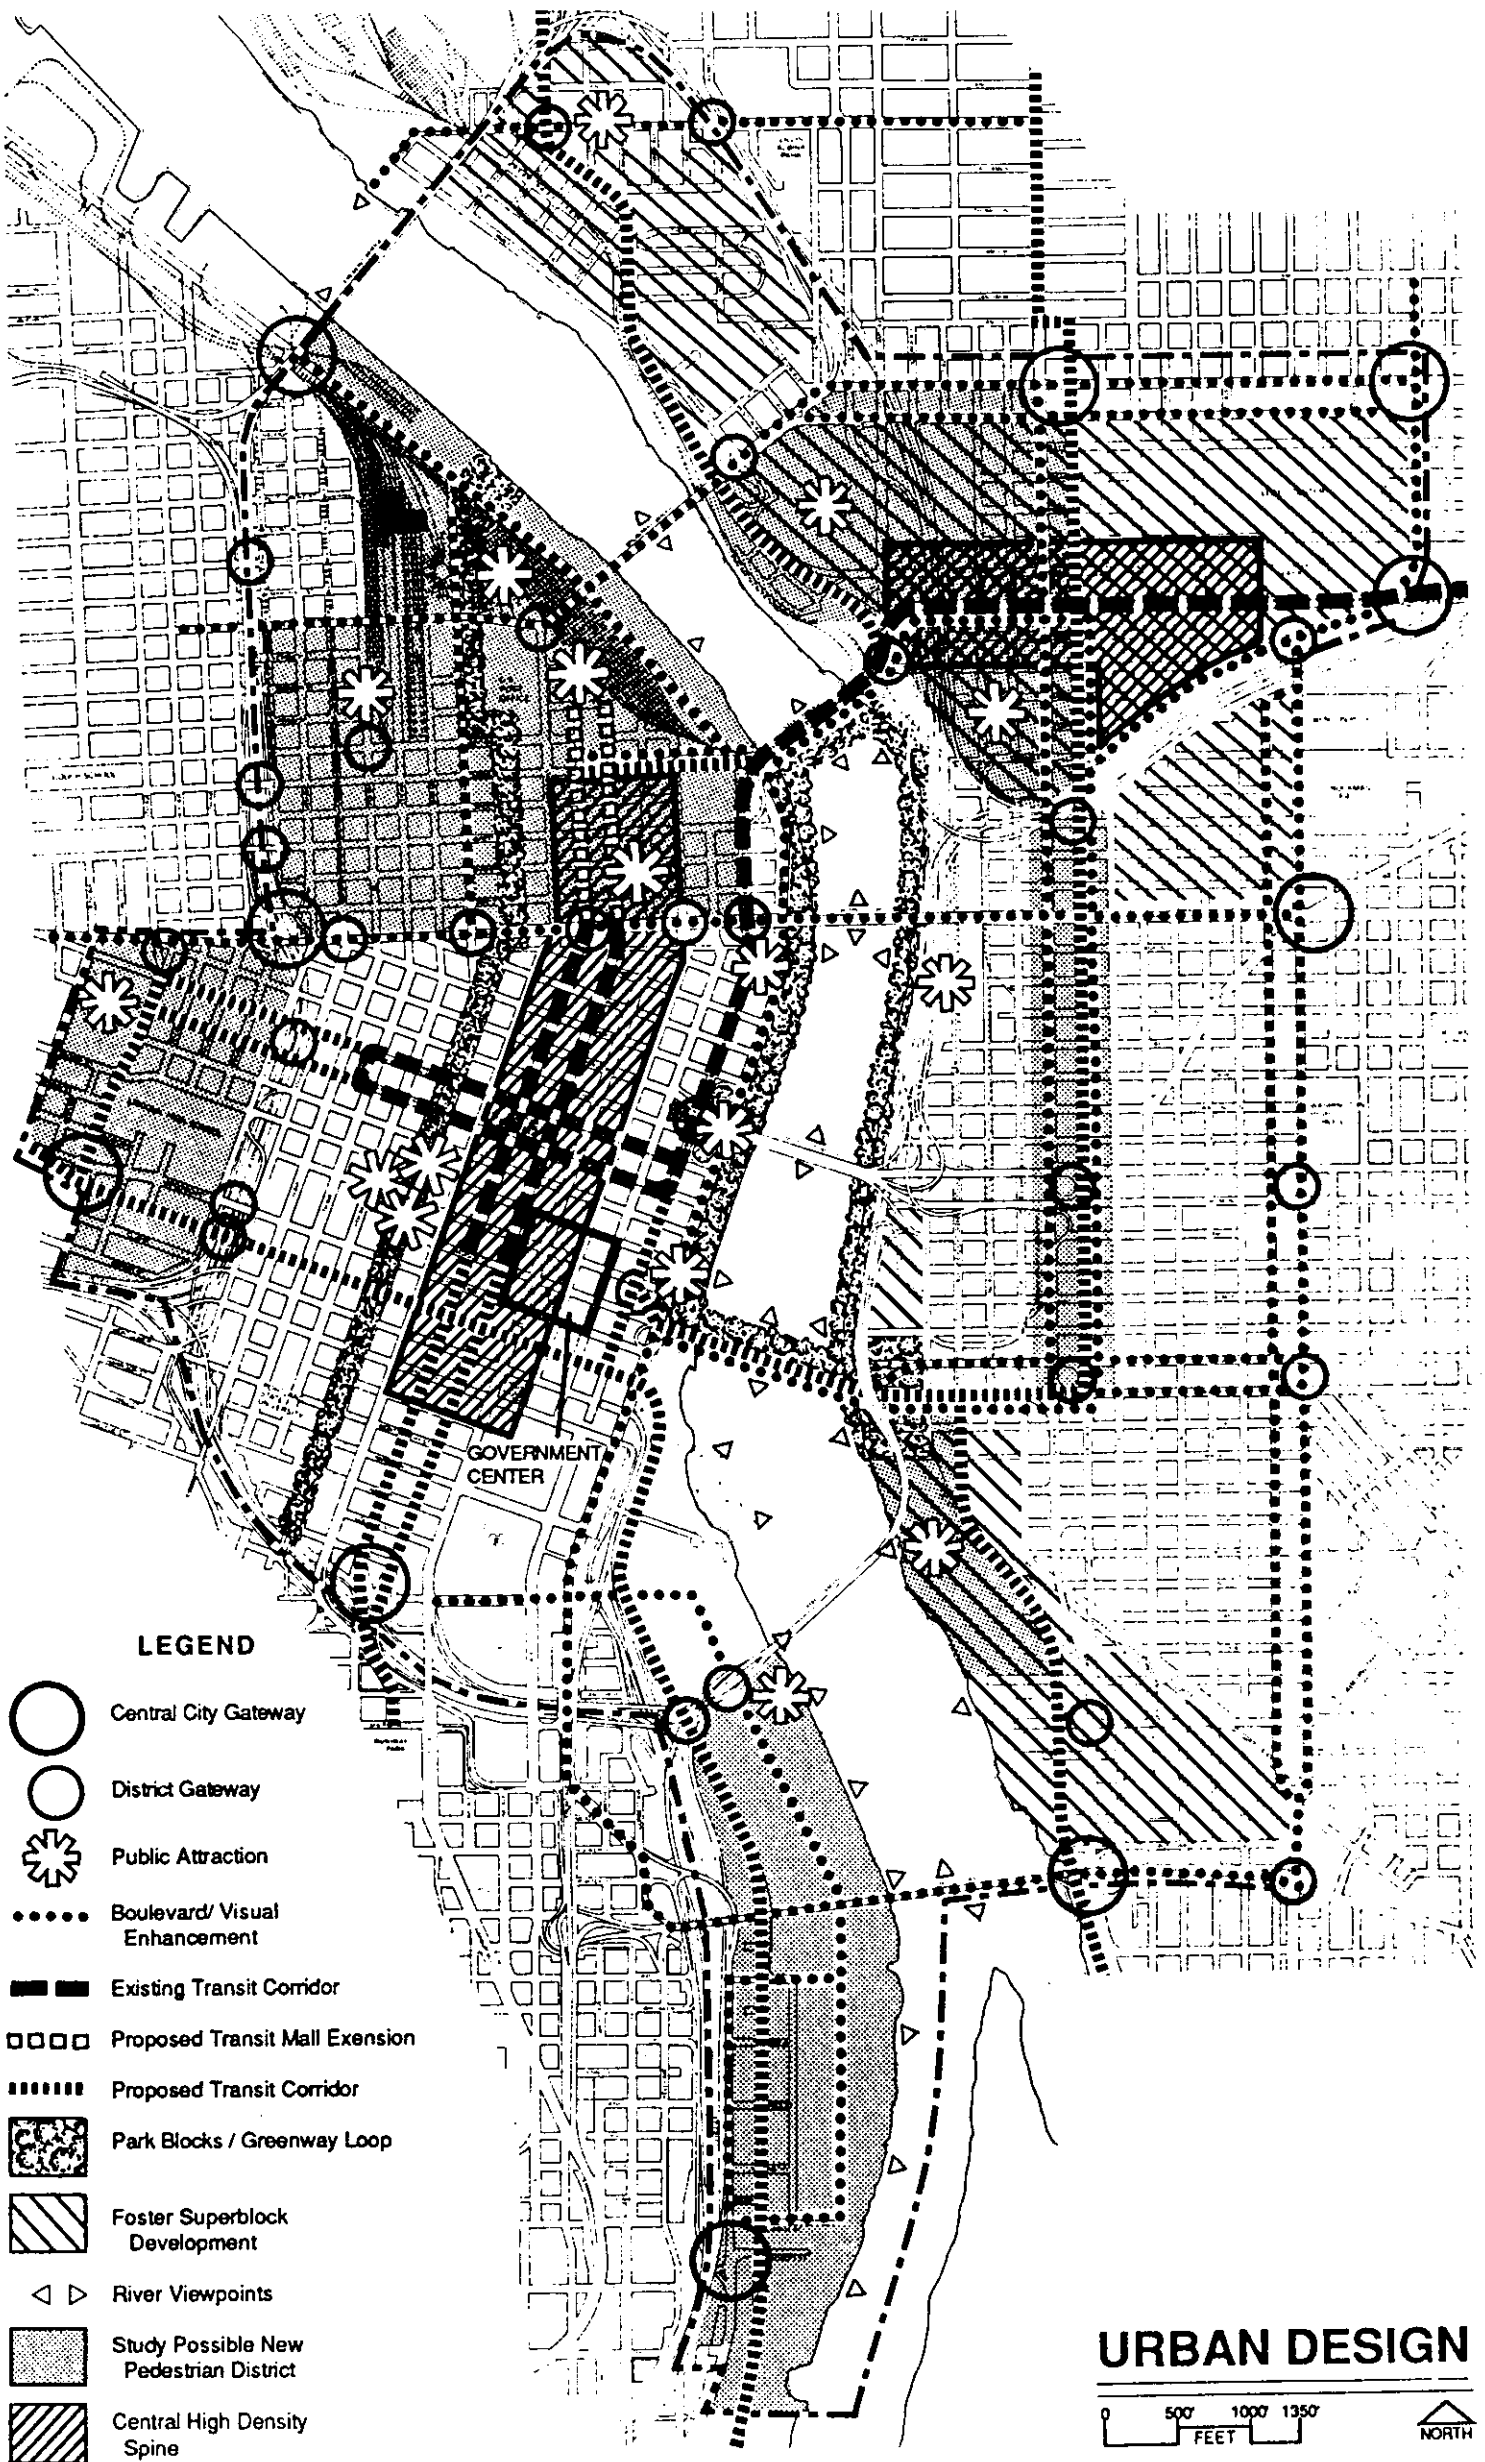 GOVERNMENT
CENTER
LEGEND
Central City Gateway
District Gateway
Public Attraction
Boulevard/ Visual
Enhancement
Existing Transit Corridor
Proposed Transit Mall Exension
Proposed Transit Corridor
Park Blocks / Greenway Loop
Foster Superblock
Development
River Viewpoints
Study Possible New
Pedestrian District
Central High Density
Spine
URBAN DESIGN
0 500' 1000' 1350'
FEET
NORTH